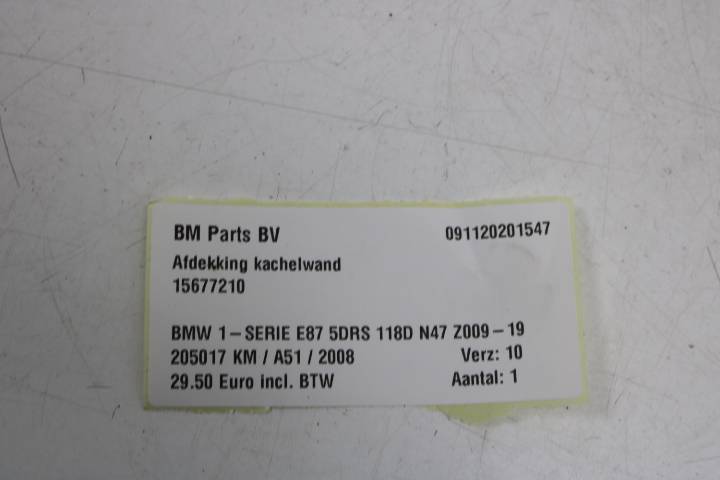 BM Parts BV 091120201547
Afdekking kachelwand
15677210
BMW 1-SERIE E87 5DRS 118D N47 Z009-19
205017 KM / A51 / 2008 Verz: 10
29.50 Euro incl. BTW Aantal: 1